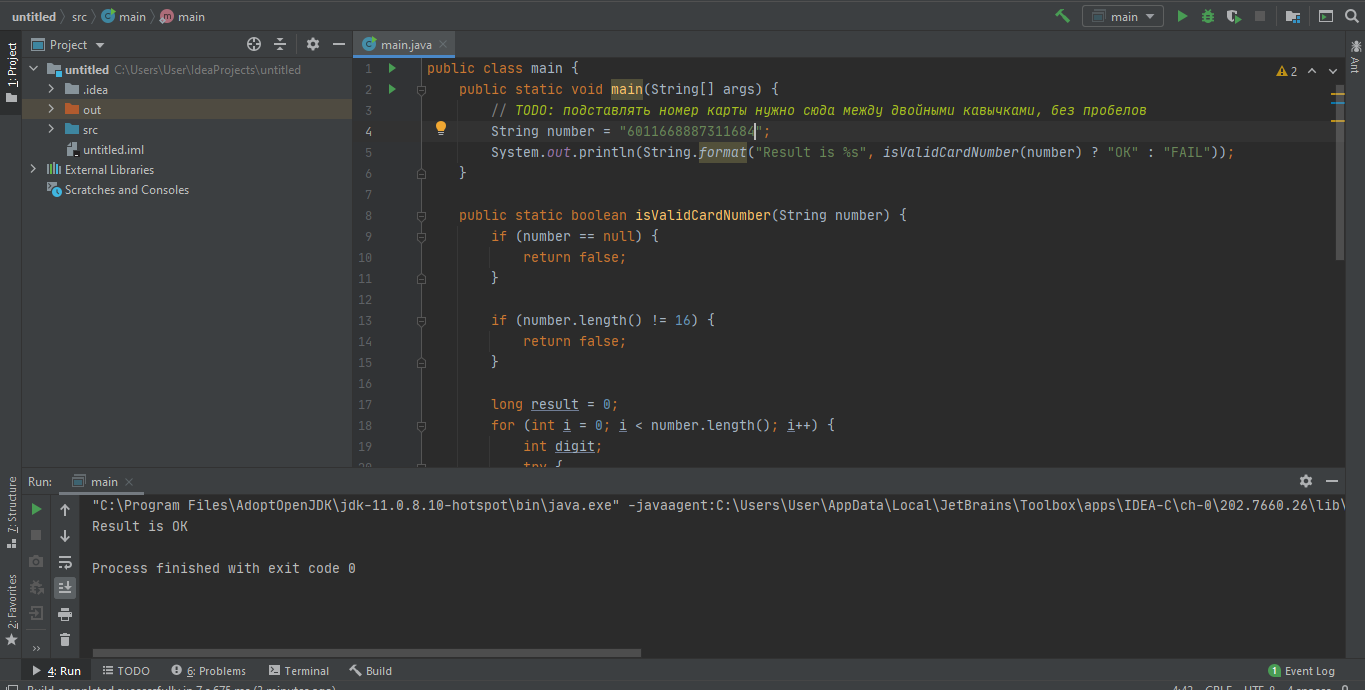 untitled src main main
main
Project
main.java
1: Project
untitled C:\Users\User\IdeaProjects\untitled
.idea
out
src
untitled.iml
External Libraries
Scratches and Consoles
2
Ant
1 public class main {
2 public static void main(String[] args) {
3 // TODO: подставлять номер карты нужно сюда между двойными кавычками, без пробелов
4 String number = "6011668887311684";
5 System.out.println(String.format("Result is %s", isValidCardNumber(number) ? "OK" : "FAIL"));
6 }
7
8 public static boolean isValidCardNumber(String number) {
9 if (number == null) {
10 return false;
11 }
12
13 if (number.length() != 16) {
14 return false;
15 }
16
17 long result = 0;
18 for (int i = 0; i < number.length(); i++) {
19 int digit;
20 try {
7: Structure
2: Favorites
Run: main
"C:\Program Files\AdoptOpenJDK\jdk-11.0.8.10-hotspot\bin\java.exe" -javaagent:C:\Users\User\AppData\Local\JetBrains\Toolbox\apps\IDEA-C\ch-0\202.7660.26\lib\
Result is OK
Process finished with exit code 0
4: Run TODO 6: Problems Terminal Build 1 Event Log
Build completed successfully in 7 s 675 ms (2 minutes ago) 4:42 CRLF UTF-8 4 spaces